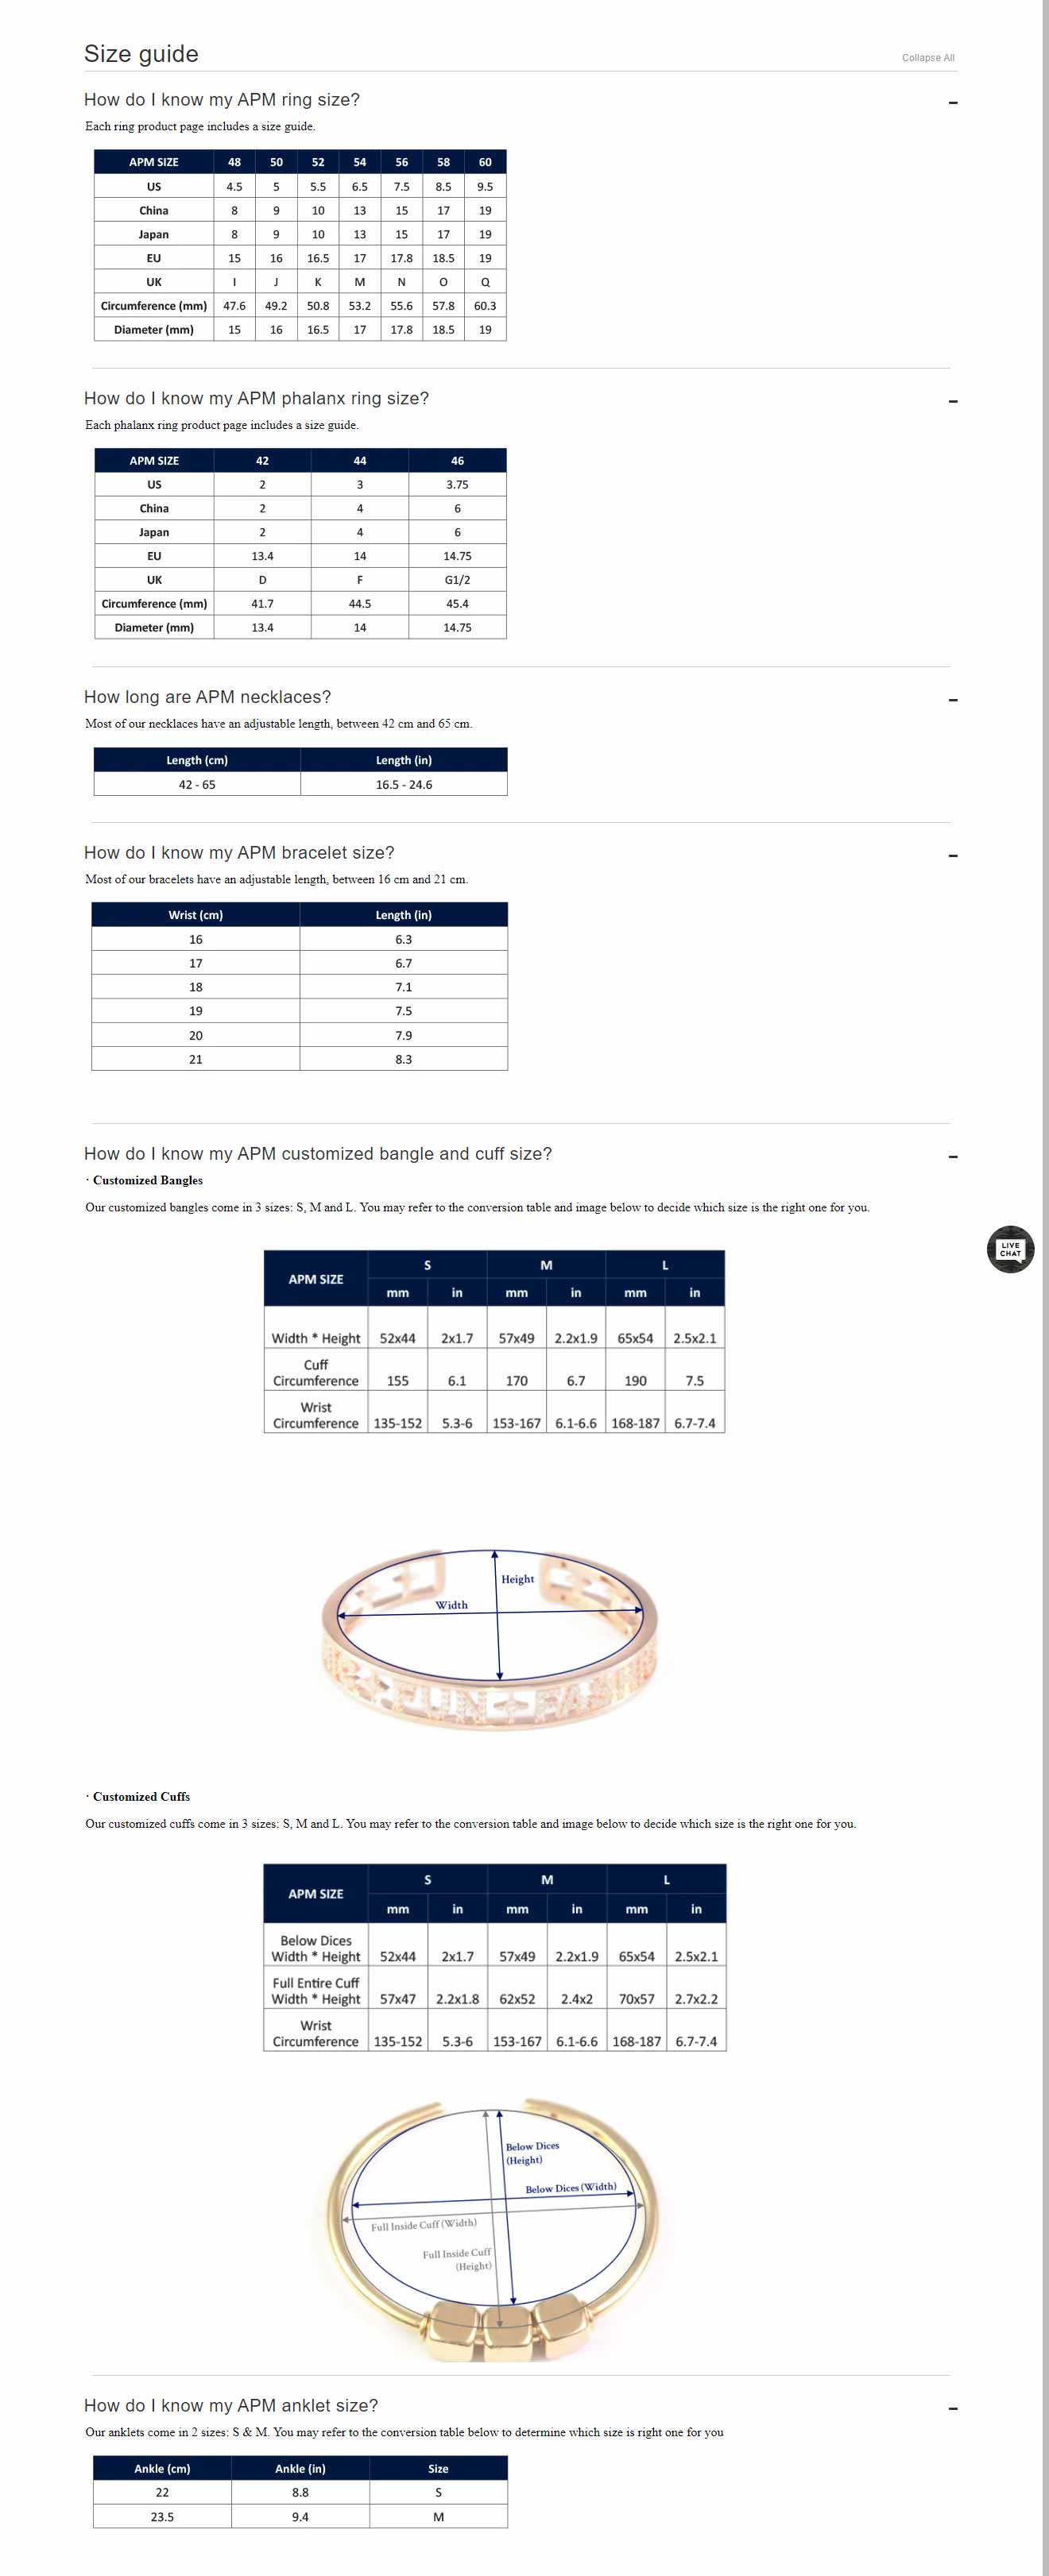 Size guide
Collapse All
How do I know my APM ring size?
Each ring product page includes a size guide.
APM SIZE 48 50 52 54 56 58 60
US 4.5 5 5.5 6.5 7.5 8.5 9.5
China 8 9 10 13 15 17 19
Japan 8 9 10 13 15 17 19
EU 15 16 16.5 17 17.8 18.5 19
UK I J K M N O Q
Circumference (mm) 47.6 49.2 50.8 53.2 55.6 57.8 60.3
Diameter (mm) 15 16 16.5 17 17.8 18.5 19
How do I know my APM phalanx ring size?
Each phalanx ring product page includes a size guide.
APM SIZE 42 44 46
US 2 3 3.75
China 2 4 6
Japan 2 4 6
EU 13.4 14 14.75
UK D F G1/2
Circumference (mm) 41.7 44.5 45.4
Diameter (mm) 13.4 14 14.75
How long are APM necklaces?
Most of our necklaces have an adjustable length, between 42 cm and 65 cm.
Length (cm) Length (in)
42 - 65 16.5 - 24.6
How do I know my APM bracelet size?
Most of our bracelets have an adjustable length, between 16 cm and 21 cm.
Wrist (cm) Length (in)
16 6.3
17 6.7
18 7.1
19 7.5
20 7.9
21 8.3
How do I know my APM customized bangle and cuff size?
· Customized Bangles
Our customized bangles come in 3 sizes: S, M and L. You may refer to the conversion table and image below to decide which size is the right one for you.
LIVE
CHAT
APM SIZE S M L
mm in mm in mm in
Width * Height 52x44 2x1.7 57x49 2.2x1.9 65x54 2.5x2.1
Cuff
Circumference 155 6.1 170 6.7 190 7.5
Wrist
Circumference 135-152 5.3-6 153-167 6.1-6.6 168-187 6.7-7.4
Height
Width
· Customized Cuffs
Our customized cuffs come in 3 sizes: S, M and L. You may refer to the conversion table and image below to decide which size is the right one for you.
APM SIZE S M L
mm in mm in mm in
Below Dices
Width * Height 52x44 2x1.7 57x49 2.2x1.9 65x54 2.5x2.1
Full Entire Cuff
Width * Height 57x47 2.2x1.8 62x52 2.4x2 70x57 2.7x2.2
Wrist
Circumference 135-152 5.3-6 153-167 6.1-6.6 168-187 6.7-7.4
Below Dices
(Height)
Below Dices (Width)
Full Inside Cuff (Width)
Full Inside Cuff
(Height)
How do I know my APM anklet size?
Our anklets come in 2 sizes: S & M. You may refer to the conversion table below to determine which size is right one for you
Ankle (cm) Ankle (in) Size
22 8.8 S
23.5 9.4 M